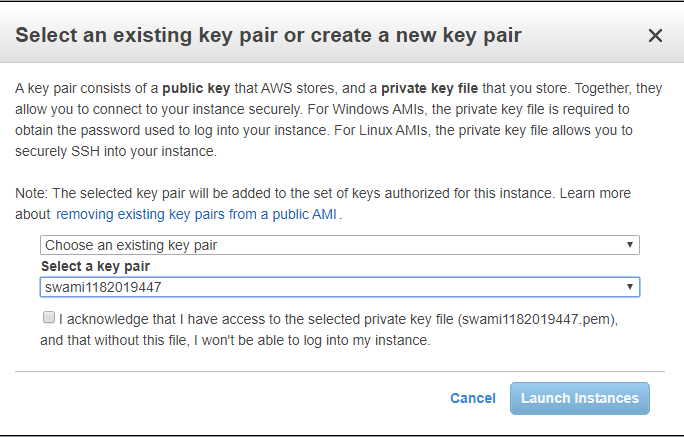 Select an existing key pair or create a new key pair
A key pair consists of a public key that AWS stores, and a private key file that you store. Together, they
allow you to connect to your instance securely. For Windows AMIs, the private key file is required to
obtain the password used to log into your instance. For Linux AMIs, the private key file allows you to
securely SSH into your instance.
Note: The selected key pair will be added to the set of keys authorized for this instance. Learn more
about removing existing key pairs from a public AMI.
Choose an existing key pair
Select a key pair
swami1182019447
I acknowledge that I have access to the selected private key file (swami1182019447.pem),
and that without this file, I won't be able to log into my instance.
Cancel Launch Instances